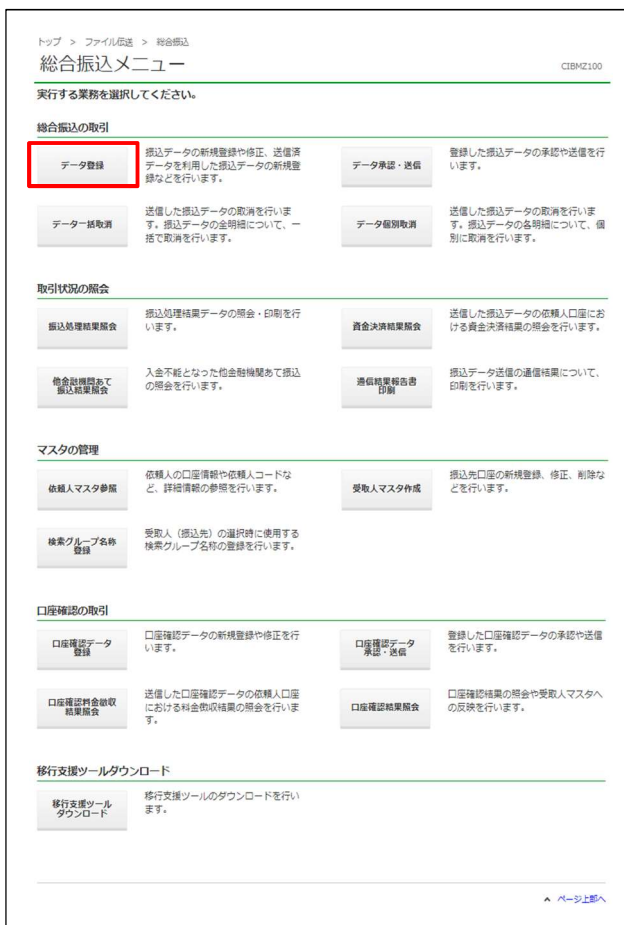 トップ > ファイル伝送 > 総合振込
総合振込メニュー
CIBMZ100
実行する業務を選択してください。
総合振込の取引
データ登録
振込データの新規登録や修正、送信済
データを利用した振込データの新規登
録などを行います。
データ承認・送信
登録した振込データの承認や送信を行
います。
データ一括取消
送信した振込データの取消を行いま
す。振込データの全明細について、一
括で取消を行います。
データ個別取消
送信した振込データの取消を行いま
す。振込データの各明細について、個
別に取消を行います。
取引状況の照会
振込処理結果照会
振込処理結果データの照会・印刷を行
います。
資金決済結果照会
送信した振込データの依頼人口座にお
ける資金決済結果の照会を行います。
他金融機関あて
振込結果照会
入金不能となった他金融機関あて振込
の照会を行います。
通信結果報告書
印刷
振込データ送信の通信結果について、
印刷を行います。
マスタの管理
依頼人マスタ参照
依頼人の口座情報や依頼人コードな
ど、詳細情報の参照を行います。
受取人マスタ作成
振込先口座の新規登録、修正、削除な
どを行います。
検索グループ名称
登録
受取人（振込先）の選択時に使用する
検索グループ名称の登録を行います。
口座確認の取引
口座確認データ
登録
口座確認データの新規登録や修正を行
います。
口座確認データ
承認・送信
登録した口座確認データの承認や送信
を行います。
口座確認料金徴収
結果照会
送信した口座確認データの依頼人口座
における料金徴収結果の照会を行いま
す。
口座確認結果照会
口座確認結果の照会や受取人マスタへ
の反映を行います。
移行支援ツールダウンロード
移行支援ツール
ダウンロード
移行支援ツールのダウンロードを行い
ます。
ページ上部へ